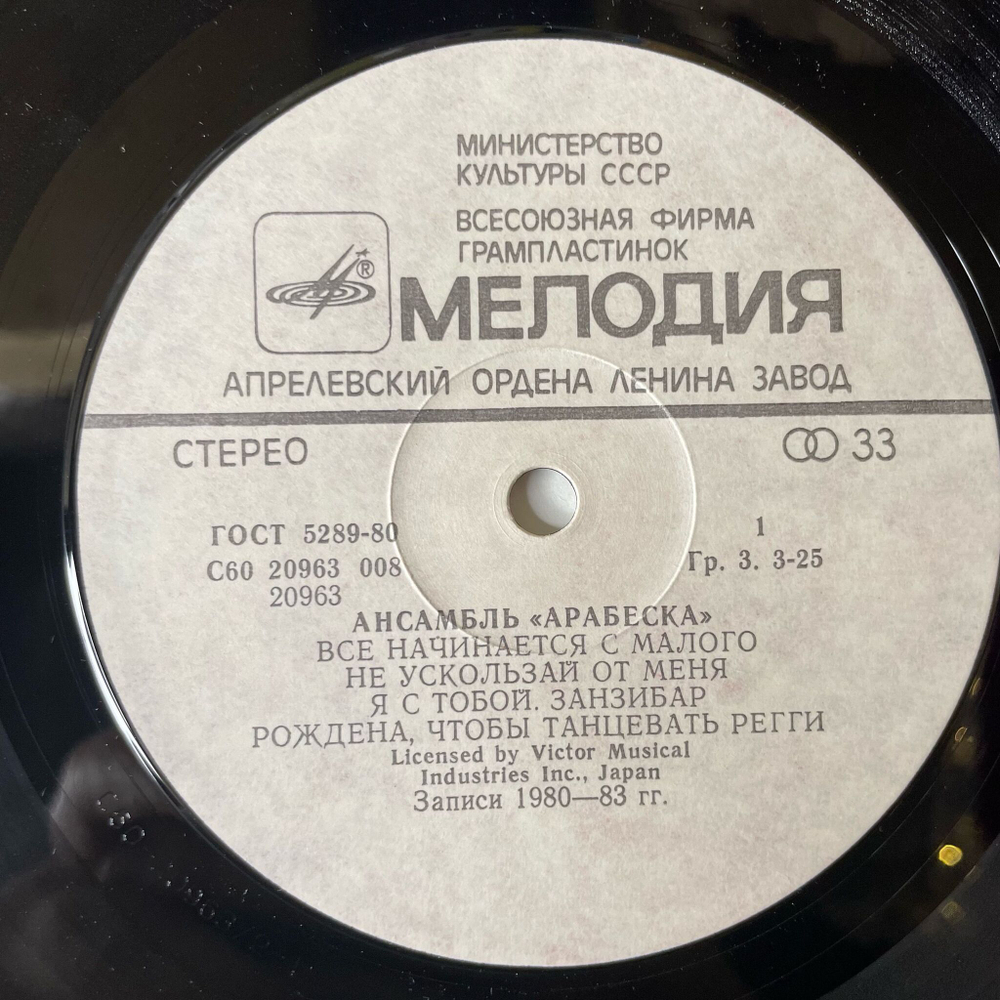 МИНИСТЕРСТВО
КУЛЬТУРЫ СССР
ВСЕСОЮЗНАЯ ФИРМА
ГРАМПЛАСТИНОК
®
МЕЛОДИЯ
АПРЕЛЕВСКИЙ ОРДЕНА ЛЕНИНА ЗАВОД
СТЕРЕО
33
ГОСТ 5289-80
1
С60 20963 008
Гр. 3. 3-25
20963
АНСАМБЛЬ «АРАБЕСКА»
ВСЕ НАЧИНАЕТСЯ С МАЛОГО
НЕ УСКОЛЬЗАЙ ОТ МЕНЯ
Я С ТОБОЙ. ЗАНЗИБАР
РОЖДЕНА, ЧТОБЫ ТАНЦЕВАТЬ РЕГГИ
Licensed by Victor Musical
Industries Inc., Japan
Записи 1980—83 гг.